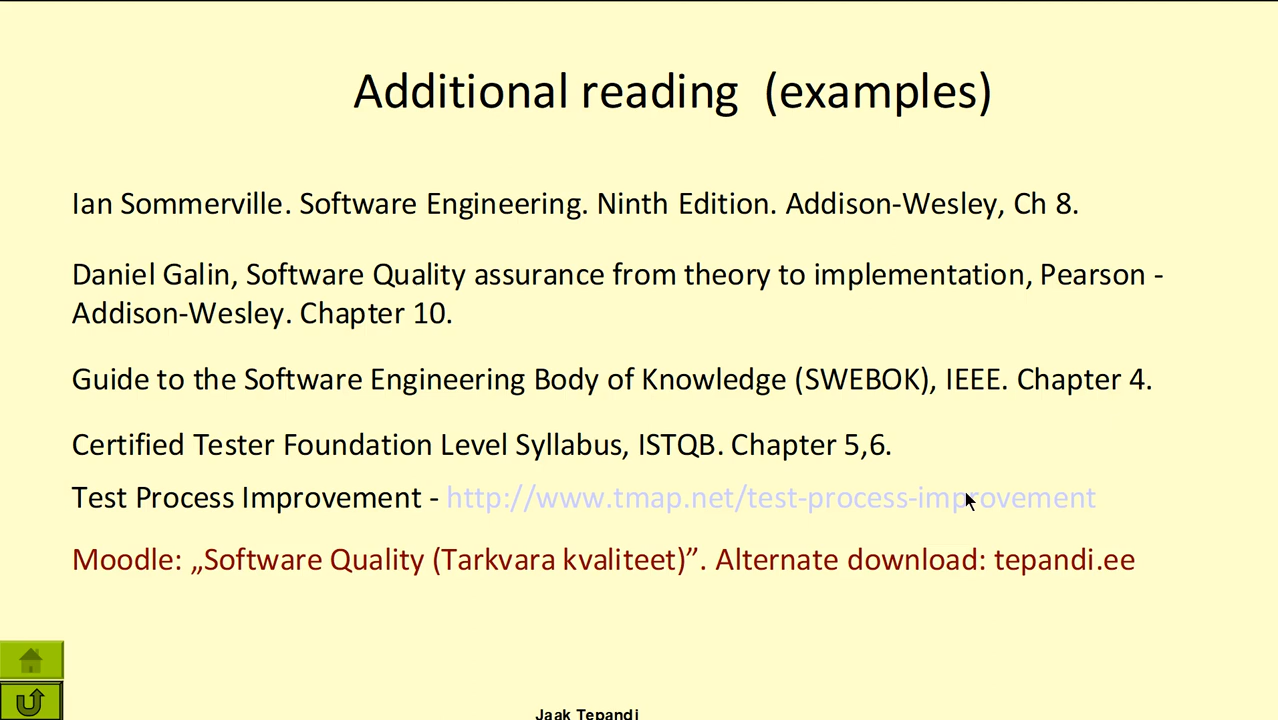 Additional reading (examples)
Ian Sommerville. Software Engineering. Ninth Edition. Addison-Wesley, Ch 8.
Daniel Galin, Software Quality assurance from theory to implementation, Pearson -
Addison-Wesley. Chapter 10.
Guide to the Software Engineering Body of Knowledge (SWEBOK), IEEE. Chapter 4.
Certified Tester Foundation Level Syllabus, ISTQB. Chapter 5,6.
Test Process Improvement - http://www.tmap.net/test-process-improvement
Moodle: „Software Quality (Tarkvara kvaliteet)”. Alternate download: tepandi.ee
Jaak Tepandi